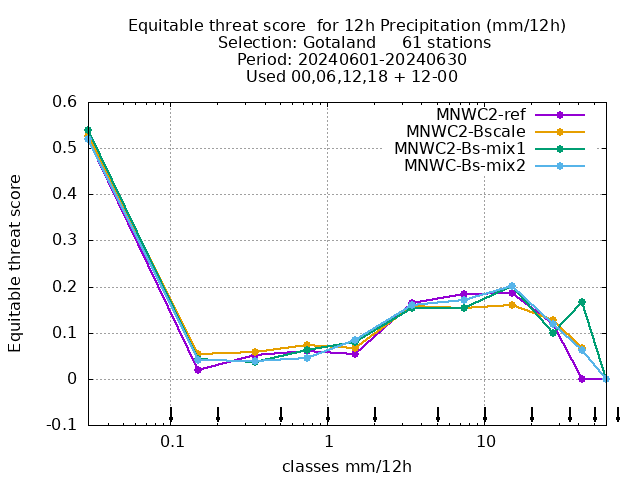 Equitable threat score  for 12h Precipitation (mm/12h)
Selection: Gotaland     61 stations
Period: 20240601-20240630
Used 00,06,12,18 + 12-00
MNWC2-ref
MNWC2-Bscale
MNWC2-Bs-mix1
MNWC-Bs-mix2
Equitable threat score
0.6
0.5
0.4
0.3
0.2
0.1
0
-0.1
0.1
1
10
classes mm/12h